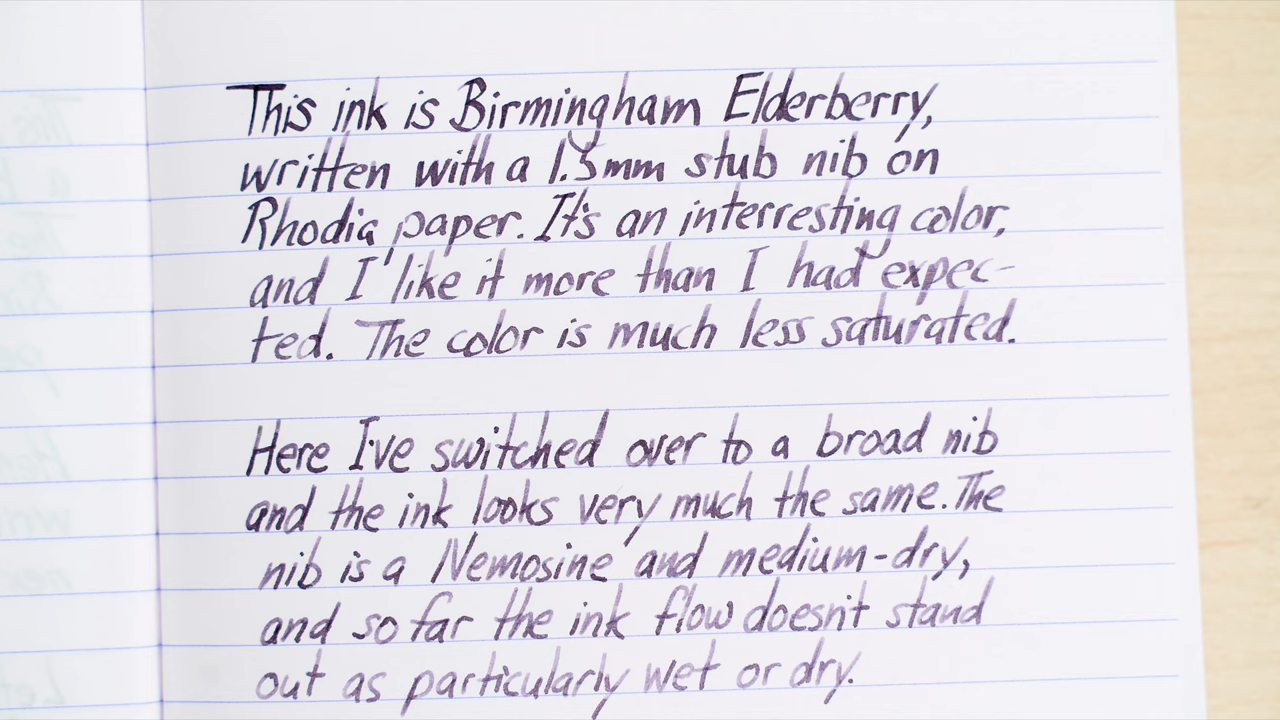 This ink is Birmingham Elderberry,
written with a 1.5mm stub nib on
Rhodia paper. It's an interresting color,
and I like it more than I had expec-
ted. The color is much less saturated.
Here I've switched over to a broad nib
and the ink looks very much the same. The
nib is a Nemosine and medium-dry,
and so far the ink flow doesn't stand
out as particularly wet or dry.